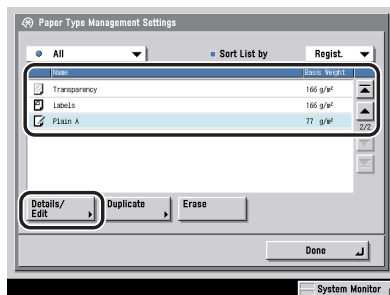 Paper Type Management Settings
All
Sort List by
Regist.
Name
Basis Weight
Transparency
166 g/m²
Labels
166 g/m²
Plain A
77 g/m²
2/2
Details/
Edit
Duplicate
Erase
Done
System Monitor